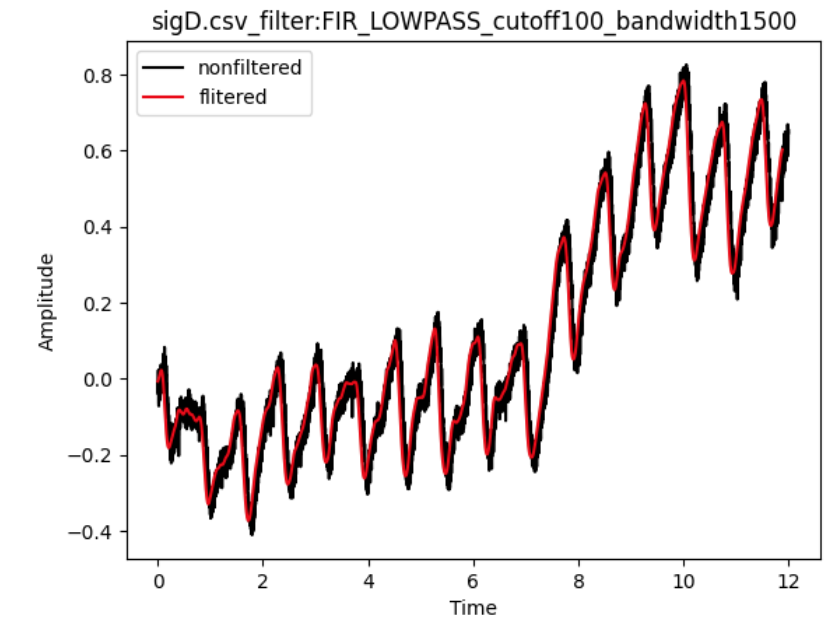 sigD.csv_filter:FIR_LOWPASS_cutoff100_bandwidth1500
nonfiltered
flitered
Amplitude
0.8
0.6
0.4
0.2
0.0
−0.2
−0.4
0 2 4 6 8 10 12
Time